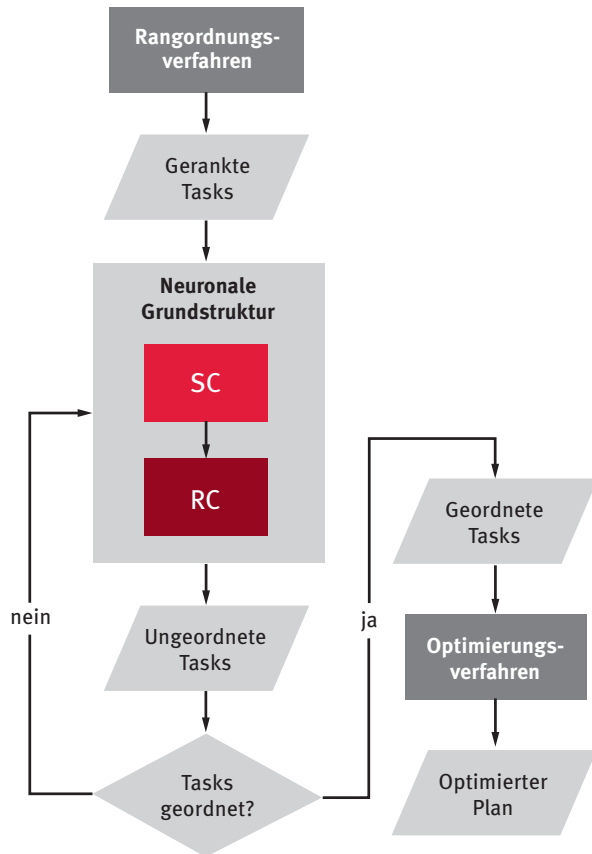 Rangordnungs-
verfahren
Gerankte
Tasks
Neuronale
Grundstruktur
SC
RC
Ungeordnete
Tasks
Tasks
geordnet?
nein
ja
Geordnete
Tasks
Optimierungs-
verfahren
Optimierter
Plan